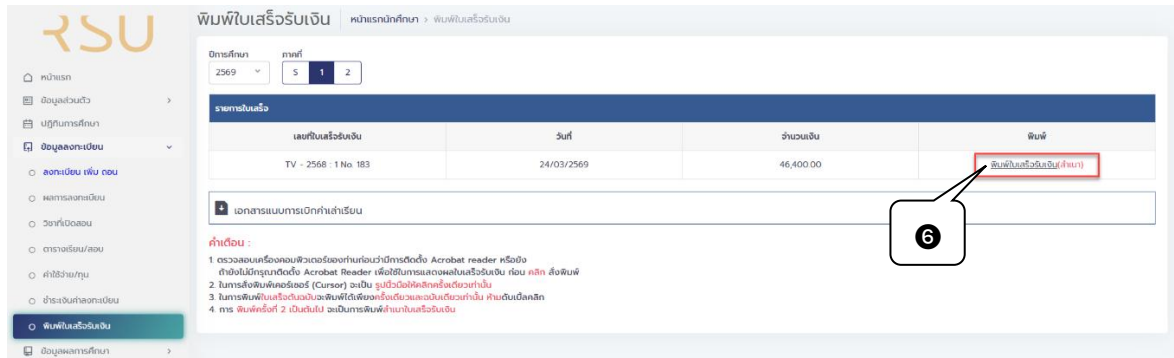 RSU
พิมพ์ใบเสร็จรับเงิน หน้าแรกนักศึกษา > พิมพ์ใบเสร็จรับเงิน
ปีการศึกษา ภาคที่
2569 S 1 2
หน้าแรก
ข้อมูลส่วนตัว
ปฏิทินการศึกษา
ข้อมูลลงทะเบียน
ลงทะเบียน เพิ่ม ถอน
ผลการลงทะเบียน
วิชาที่เปิดสอน
ตารางเรียน/สอบ
ค่าใช้จ่าย/ทุน
ชำระเงินค่าลงทะเบียน
พิมพ์ใบเสร็จรับเงิน
ข้อมูลผลการศึกษา
รายการใบเสร็จ
เลขที่ใบเสร็จรับเงิน วันที่ จำนวนเงิน พิมพ์
TV - 2568 : 1 No. 183 24/03/2569 46,400.00 พิมพ์ใบเสร็จรับเงิน(สำเนา)
เอกสารแนบการเบิกค่าเล่าเรียน
6
คำเตือน :
1. ตรวจสอบเครื่องคอมพิวเตอร์ของท่านก่อนว่ามีการติดตั้ง Acrobat reader หรือยัง
ถ้ายังไม่มีกรุณาติดตั้ง Acrobat Reader เพื่อใช้ในการแสดงผลใบเสร็จรับเงิน ก่อน คลิก สั่งพิมพ์
2. ในการสั่งพิมพ์เคอร์เซอร์ (Cursor) จะเป็น รูปนิ้วมือให้คลิกครั้งเดียวเท่านั้น
3. ในการพิมพ์ใบเสร็จต้นฉบับจะพิมพ์ได้เพียงครั้งเดียวและฉบับเดียวเท่านั้น ห้ามดับเบิ้ลคลิก
4. การ พิมพ์ครั้งที่ 2 เป็นต้นไป จะเป็นการพิมพ์สำเนาใบเสร็จรับเงิน